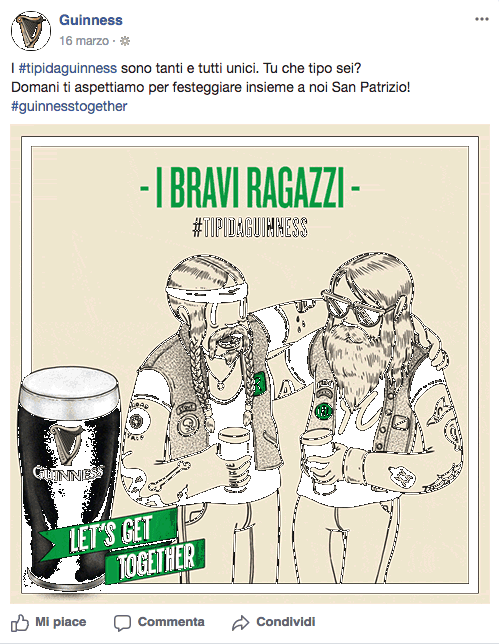 Guinness
16 marzo
I #tipidaguinness sono tanti e tutti unici. Tu che tipo sei?
Domani ti aspettiamo per festeggiare insieme a noi San Patrizio!
#guinnesstogether
- I BRAVI RAGAZZI -
#TIPIDAGUINNESS
GUINNESS
LET'S GET
TOGETHER
Mi piace
Commenta
Condividi